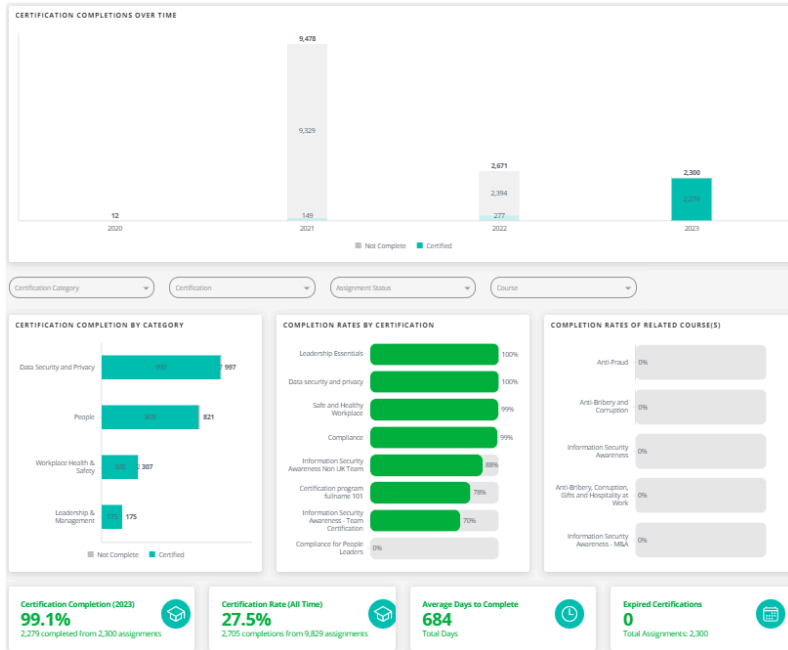 CERTIFICATION COMPLETIONS OVER TIME
9,478
9,329
149
2,671
2,394
277
2,300
2,279
12
2020
2021
2022
2023
Not Complete
Certified
Certification Category
Certification
Assignment Status
Course
CERTIFICATION COMPLETION BY CATEGORY
Data Security and Privacy
997
People
821
Workplace Health &
Safety
307
Leadership &
Management
175
Not Complete
Certified
COMPLETION RATES BY CERTIFICATION
Leadership Essentials
100%
Data security and privacy
100%
Safe and Healthy
Workplace
99%
Compliance
99%
Information Security
Awareness Non UK Team
88%
Certification program
fullname 101
78%
Information Security
Awareness - Team
Certification
70%
Compliance for People
Leaders
0%
COMPLETION RATES OF RELATED COURSE(S)
Anti-Fraud
0%
Anti-Bribery and
Corruption
0%
Information Security
Awareness
0%
Anti-Bribery, Corruption,
Gifts and Hospitality at
Work
0%
Information Security
Awareness - M&A
0%
Certification Completion (2023)
99.1%
2,279 completed from 2,300 assignments
Certification Rate (All Time)
27.5%
2,705 completions from 9,829 assignments
Average Days to Complete
684
Total Days
Expired Certifications
0
Total Assignments: 2,300